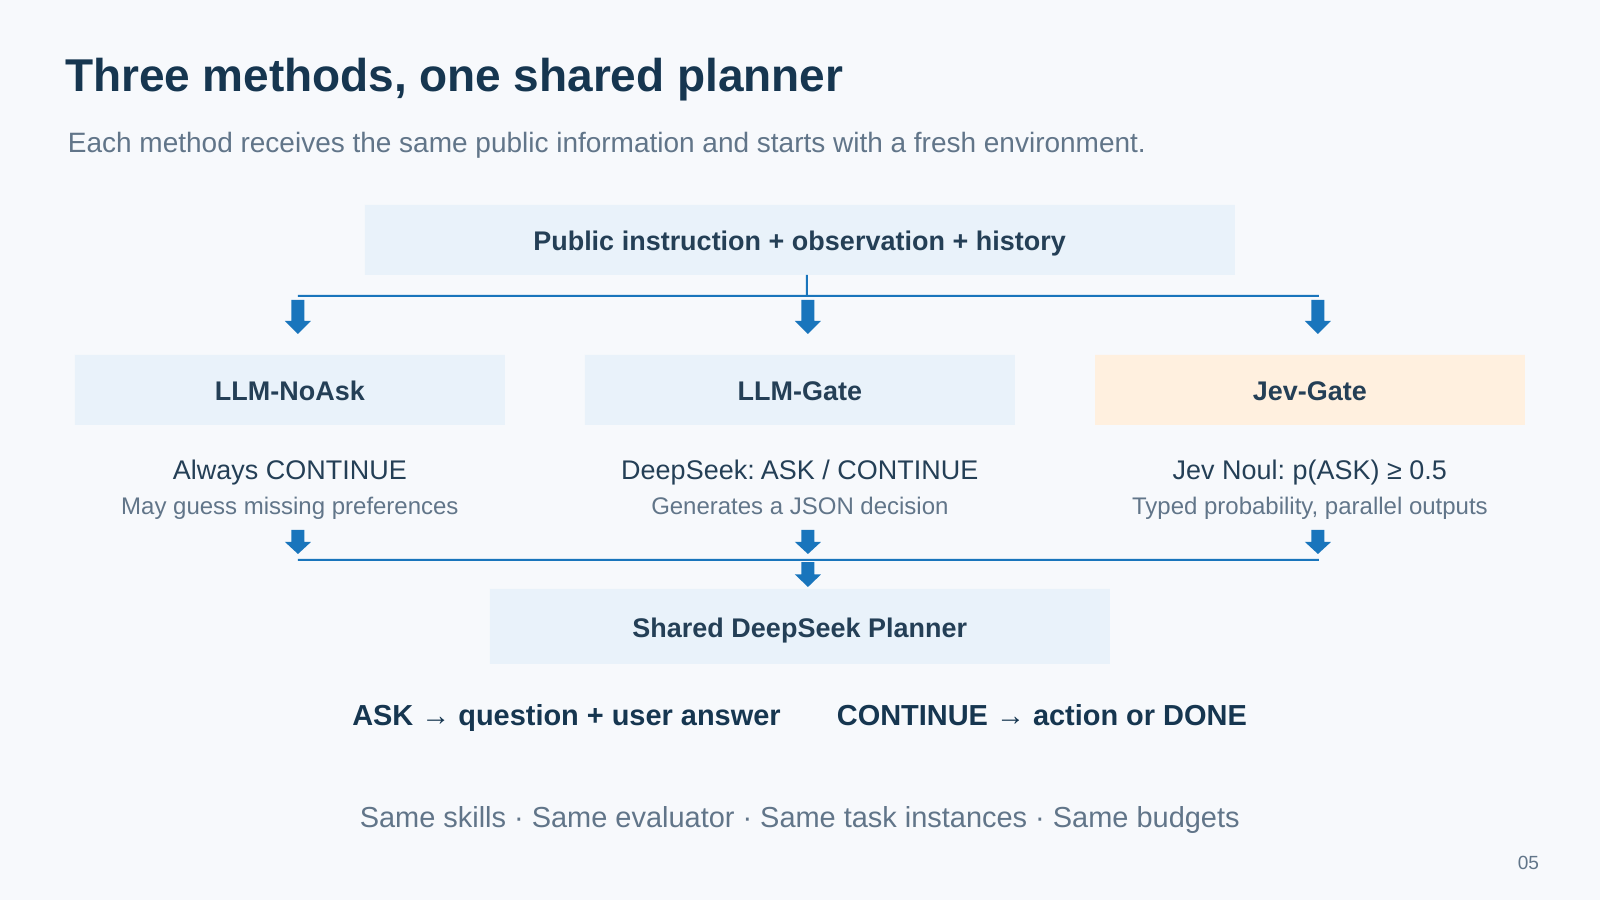 Three methods, one shared planner
Each method receives the same public information and starts with a fresh environment.
Public instruction + observation + history
LLM-NoAsk
LLM-Gate
Jev-Gate
Always CONTINUE
May guess missing preferences
DeepSeek: ASK / CONTINUE
Generates a JSON decision
Jev Noul: p(ASK) ≥ 0.5
Typed probability, parallel outputs
Shared DeepSeek Planner
ASK → question + user answer
CONTINUE → action or DONE
Same skills · Same evaluator · Same task instances · Same budgets
05